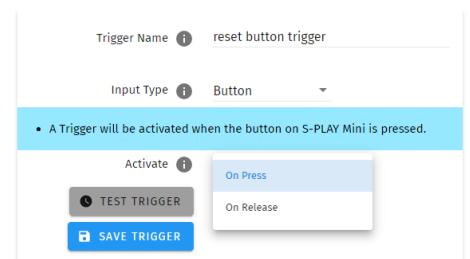 Trigger Name
reset button trigger
Input Type
Button
• A Trigger will be activated when the button on S-PLAY Mini is pressed.
Activate
On Press
On Release
TEST TRIGGER
SAVE TRIGGER